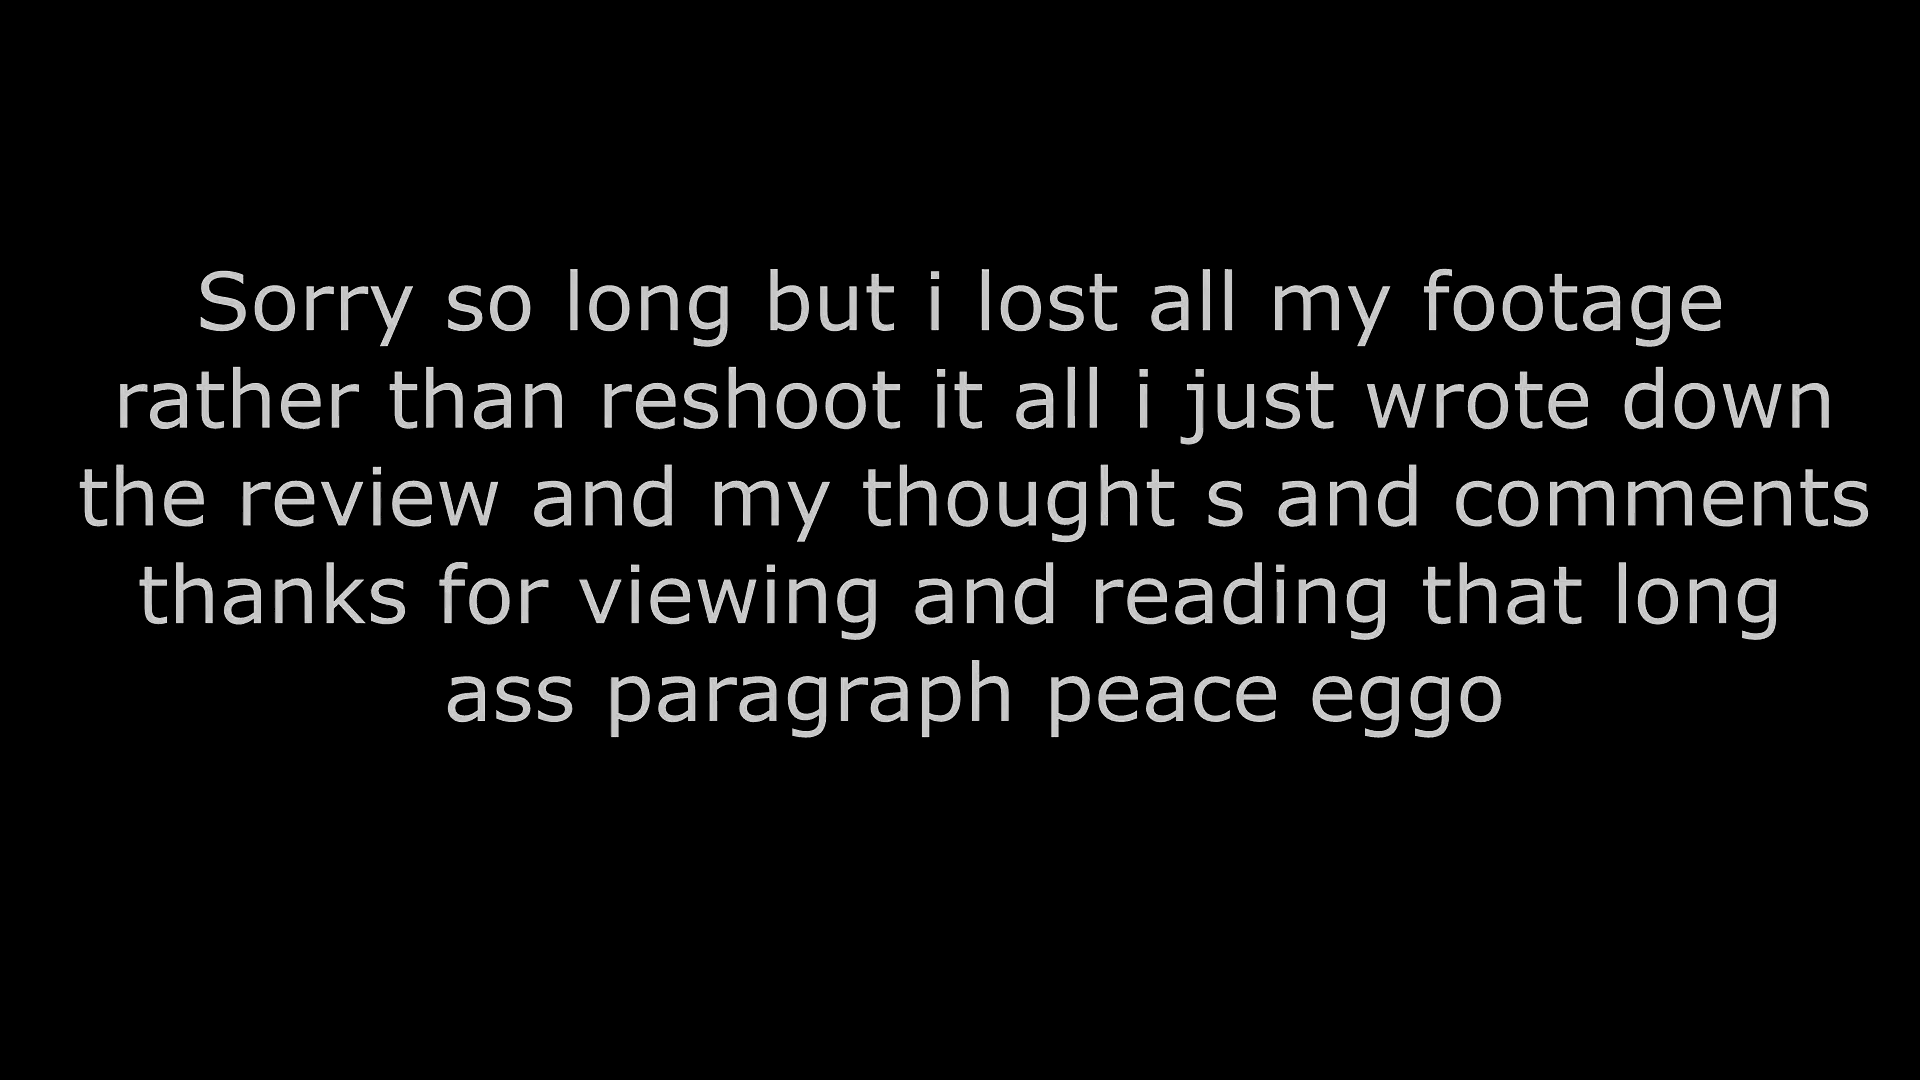 Sorry so long but i lost all my footage
rather than reshoot it all i just wrote down
the review and my thought s and comments
thanks for viewing and reading that long
ass paragraph peace eggo